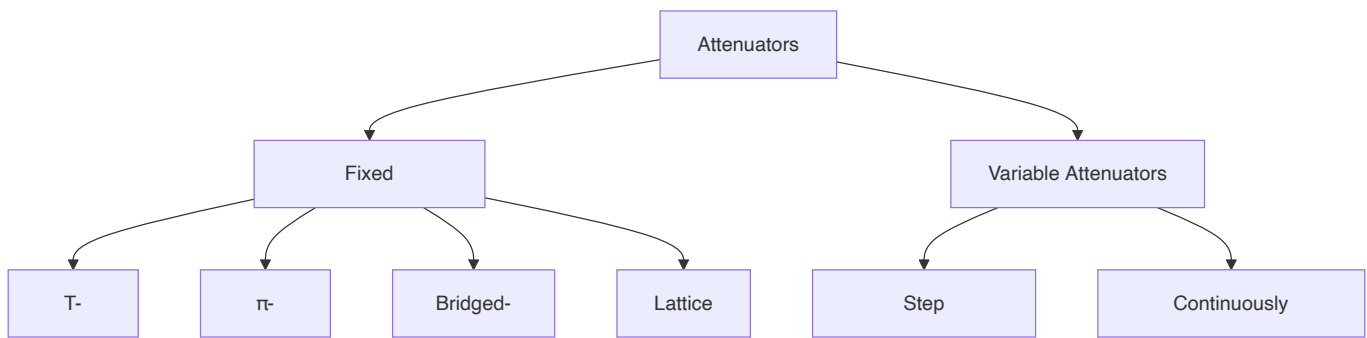 Attenuators
Fixed
Variable Attenuators
T-
π-
Bridged-
Lattice
Step
Continuously